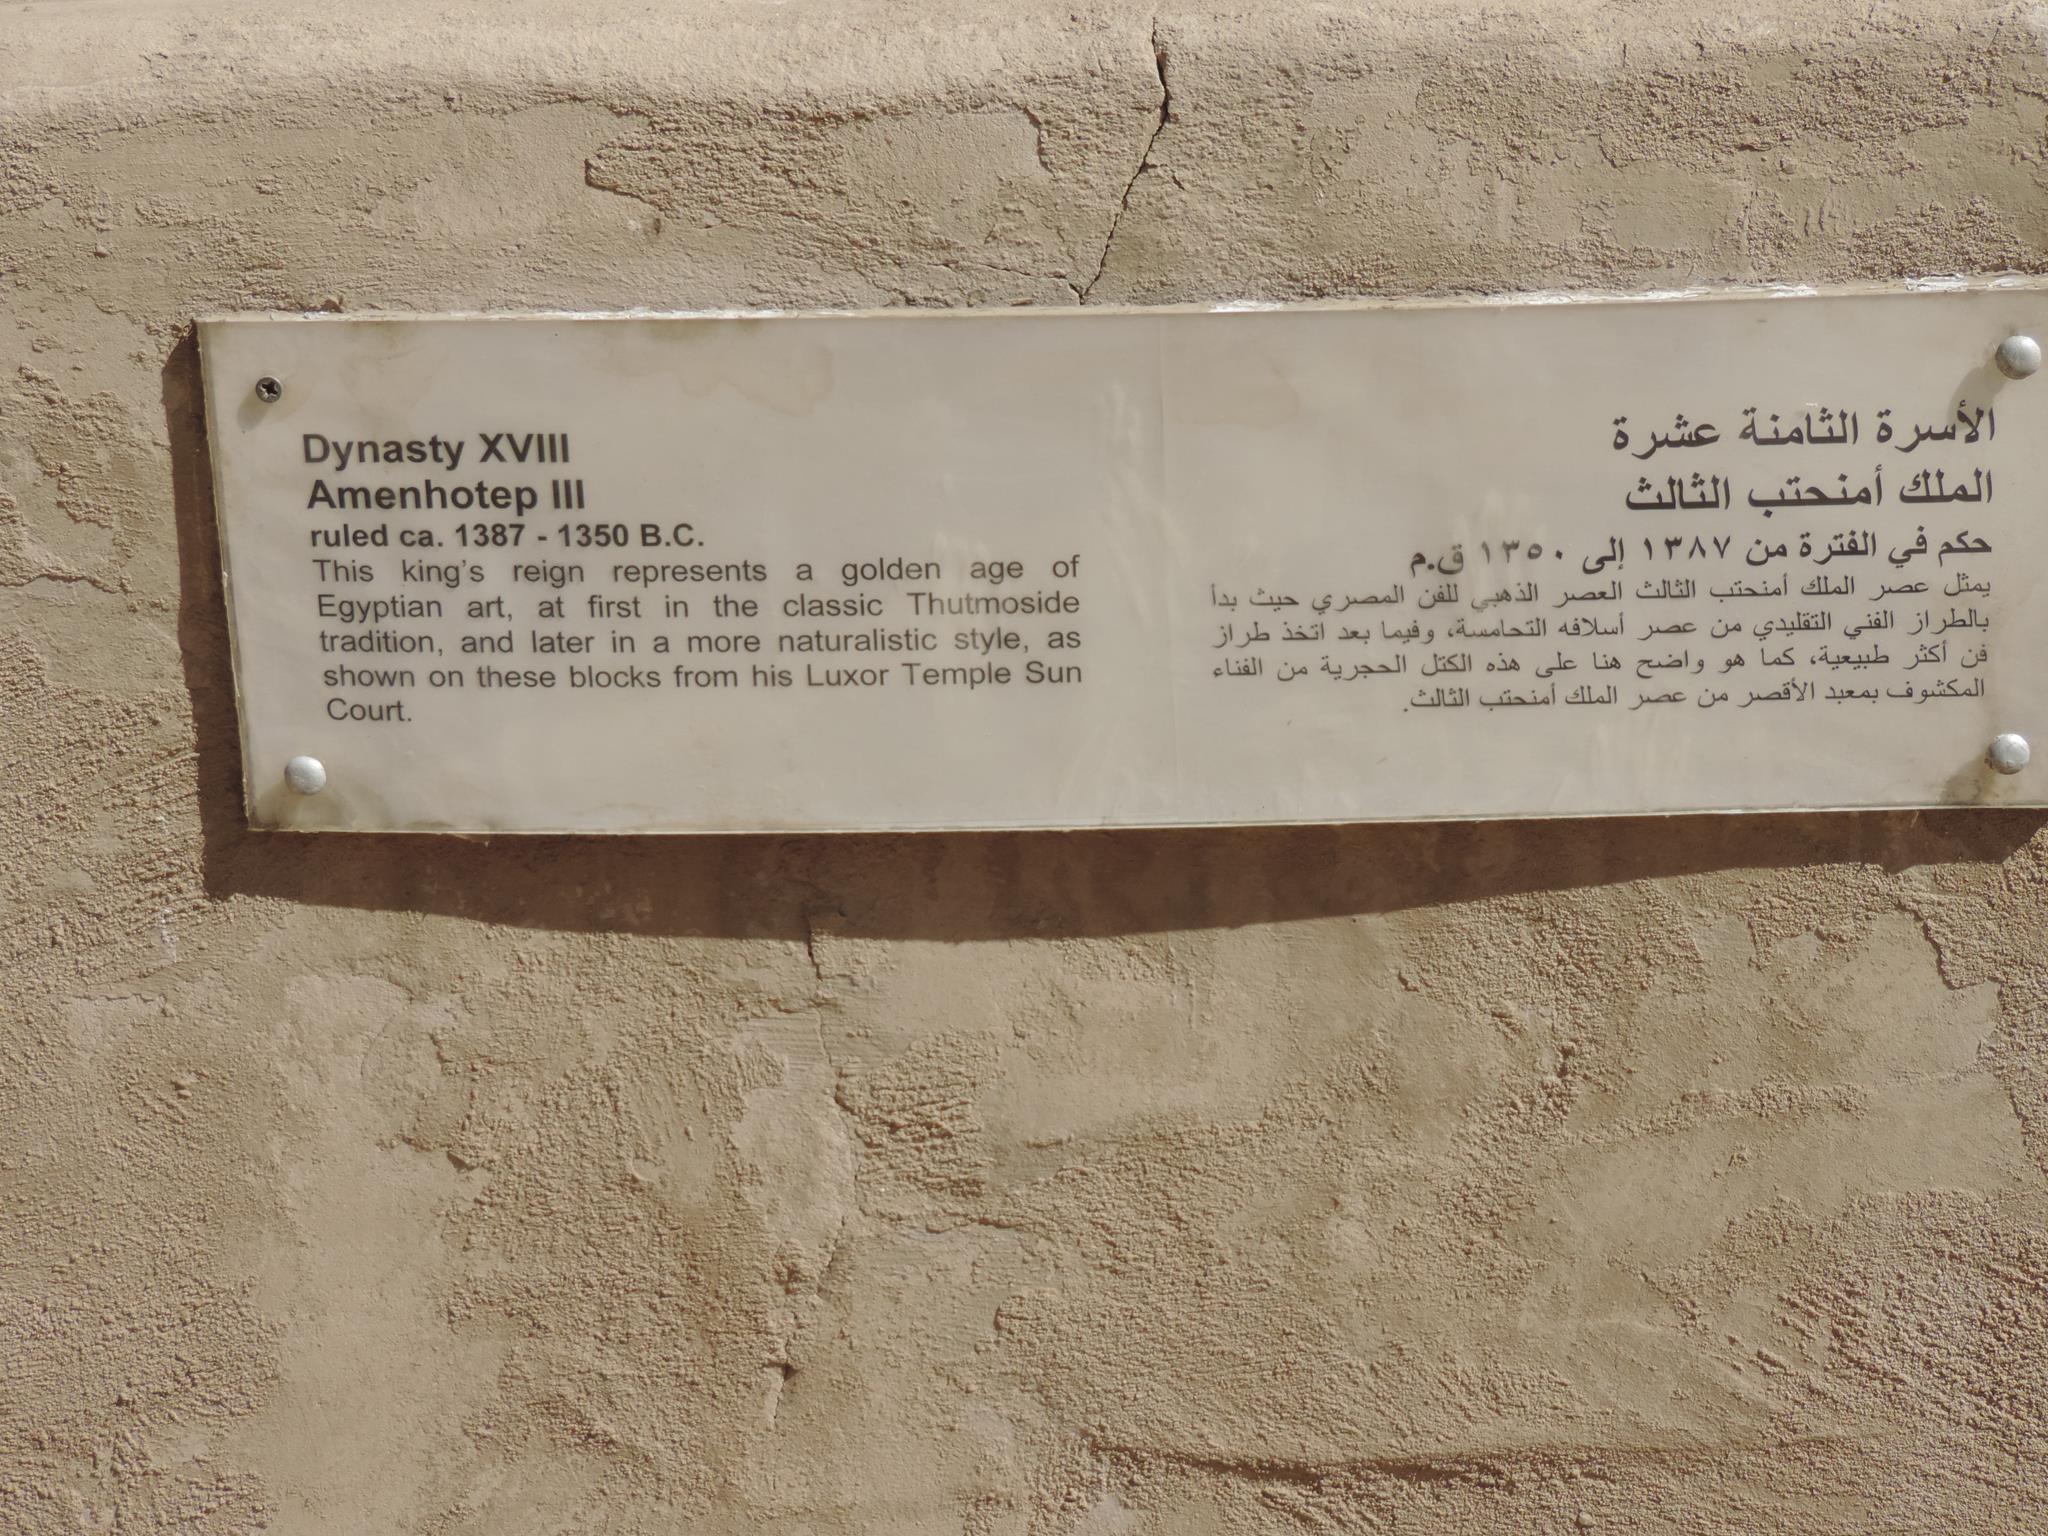 Dynasty XVIII
Amenhotep III
ruled ca. 1387 - 1350 B.C.
This king's reign represents a golden age of
Egyptian art, at first in the classic Thutmoside
tradition, and later in a more naturalistic style, as
shown on these blocks from his Luxor Temple Sun
Court.
الأسرة الثامنة عشرة
الملك أمنحتب الثالث
حكم في الفترة من ١٣٨٧ إلى ١٣٥٠ ق.م
يمثل عصر الملك أمنحتب الثالث العصر الذهبي للفن المصري حيث بدأ
بالطراز الفني التقليدي من عصر أسلافه التحامسة، وفيما بعد اتخذ طراز
فن أكثر طبيعية، كما هو واضح هنا على هذه الكتل الحجرية من الفناء
المكشوف بمعبد الأقصر من عصر الملك أمنحتب الثالث.